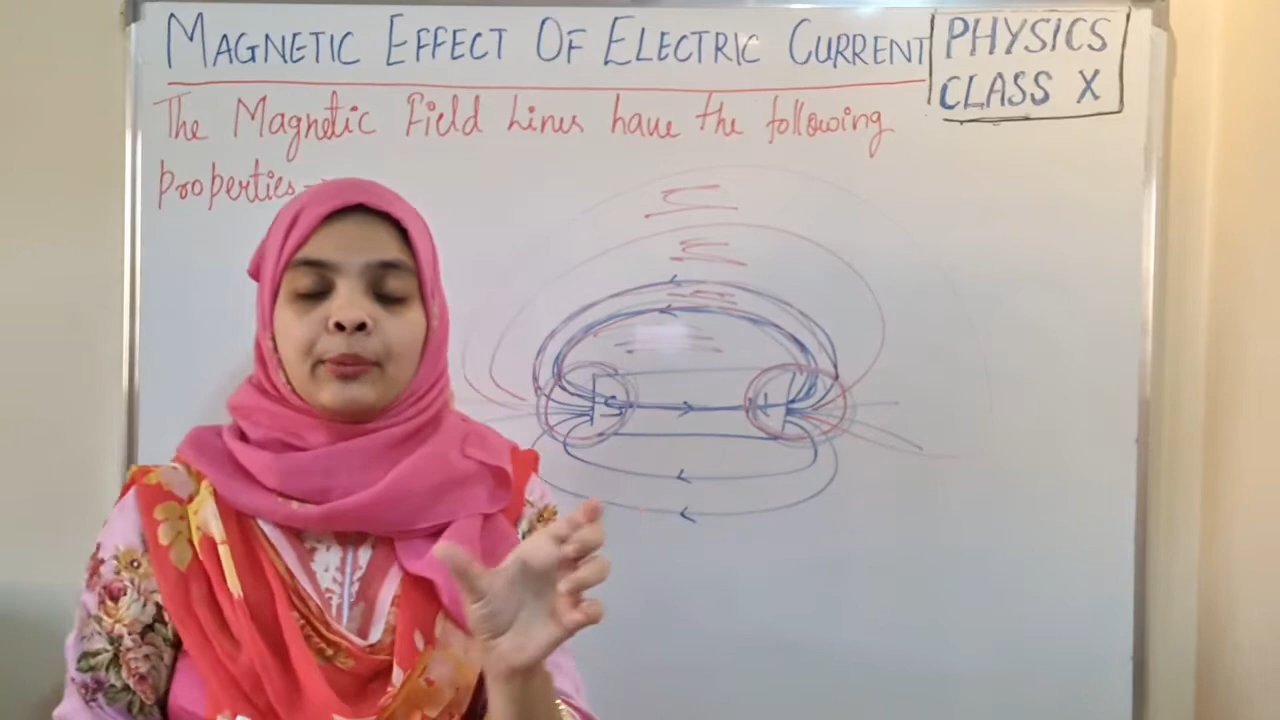 MAGNETIC EFFECT OF ELECTRIC CURRENT
PHYSICS
CLASS X
The Magnetic Field Lines have the following
properties
S